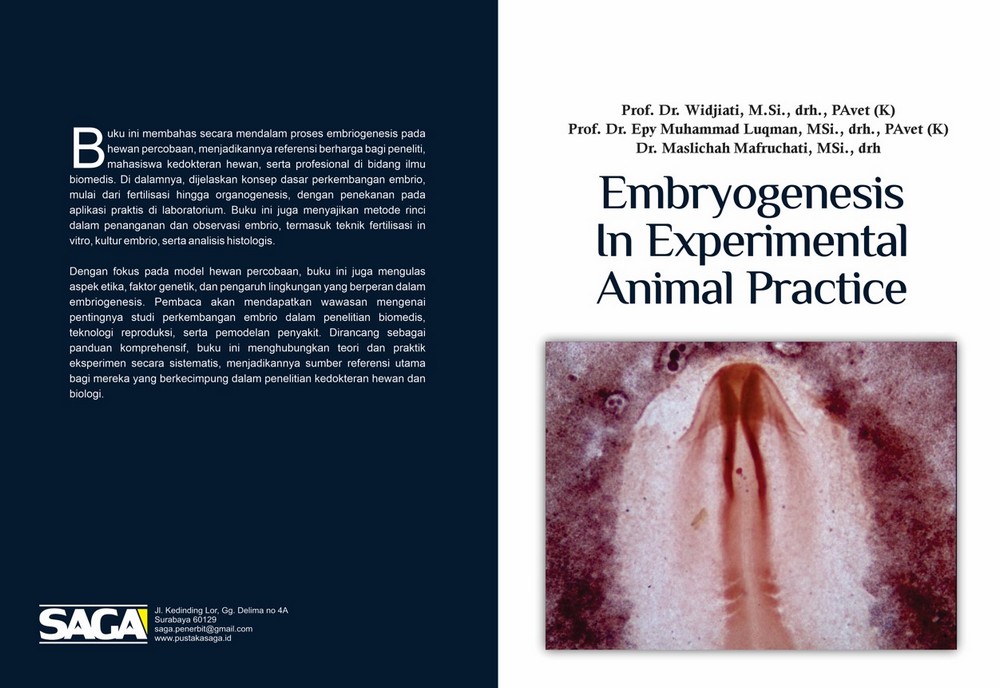 Buku ini membahas secara mendalam proses embriogenesis pada
hewan percobaan, menjadikannya referensi berharga bagi peneliti,
mahasiswa kedokteran hewan, serta profesional di bidang ilmu
biomedis. Di dalamnya, dijelaskan konsep dasar perkembangan embrio,
mulai dari fertilisasi hingga organogenesis, dengan penekanan pada
aplikasi praktis di laboratorium. Buku ini juga menyajikan metode rinci
dalam penanganan dan observasi embrio, termasuk teknik fertilisasi in
vitro, kultur embrio, serta analisis histologis.
Dengan fokus pada model hewan percobaan, buku ini juga mengulas
aspek etika, faktor genetik, dan pengaruh lingkungan yang berperan dalam
embriogenesis. Pembaca akan mendapatkan wawasan mengenai
pentingnya studi perkembangan embrio dalam penelitian biomedis,
teknologi reproduksi, serta pemodelan penyakit. Dirancang sebagai
panduan komprehensif, buku ini menghubungkan teori dan praktik
eksperimen secara sistematis, menjadikannya sumber referensi utama
bagi mereka yang berkecimpung dalam penelitian kedokteran hewan dan
biologi.
SAGA
Jl. Kedinding Lor, Gg. Delima no 4A
Surabaya 60129
saga.penerbit@gmail.com
www.pustakasaga.id
Prof. Dr. Widjiati, M.Si., drh., PAvet (K)
Prof. Dr. Epy Muhammad Luqman, MSi., drh., PAvet (K)
Dr. Maslichah Mafruchati, MSi., drh
Embryogenesis
In Experimental
Animal Practice